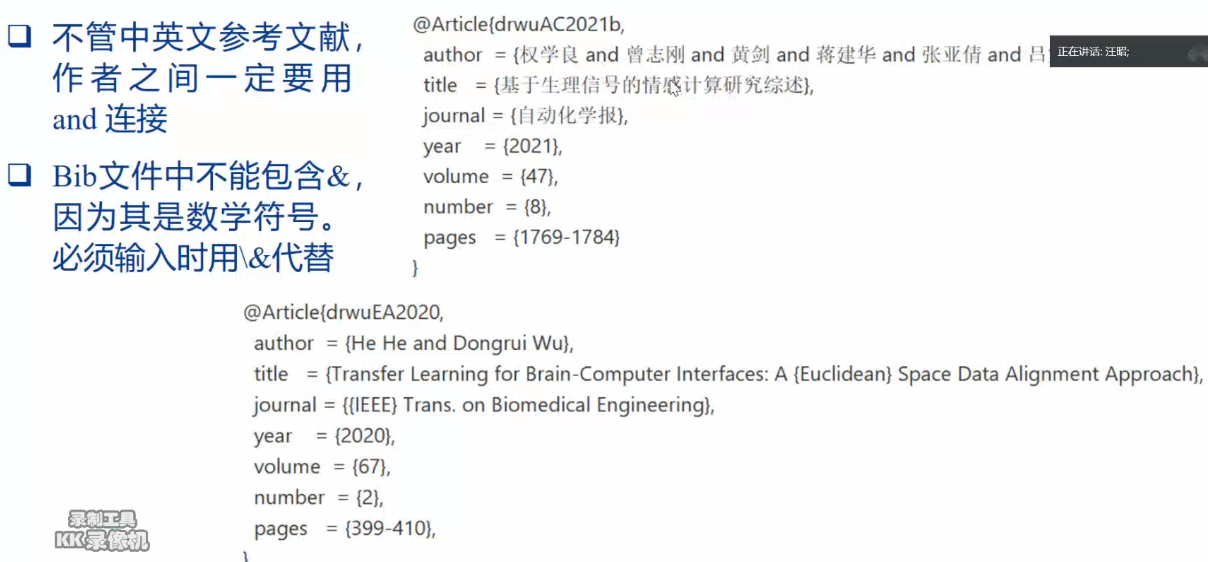 ❑ 不管中英文参考文献，
作者之间一定要用
and 连接
❑ Bib文件中不能包含&，
因为其是数学符号。
必须输入时用\&代替
@Article{drwuAC2021b,
author = {权学良 and 曾志刚 and 黄剑 and 蒋建华 and 张亚倩 and 吕
title = {基于生理信号的情感计算研究综述},
journal = {自动化学报},
year = {2021},
volume = {47},
number = {8},
pages = {1769-1784}
}
正在讲话: 汪昭;
@Article{drwuEA2020,
author = {He He and Dongrui Wu},
title = {Transfer Learning for Brain-Computer Interfaces: A {Euclidean} Space Data Alignment Approach},
journal = {{IEEE} Trans. on Biomedical Engineering},
year = {2020},
volume = {67},
number = {2},
pages = {399-410},
}
录制工具
KK录像机